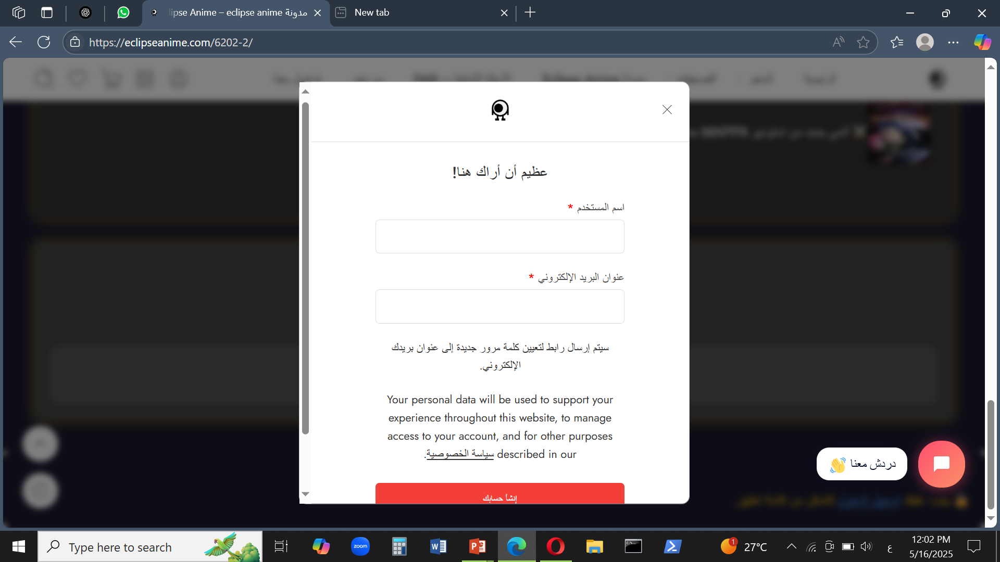 lipse Anime – eclipse anime مدونة
New tab
https://eclipseanime.com/6202-2/
عظيم أن أراك هنا!
اسم المستخدم *
عنوان البريد الإلكتروني *
سيتم إرسال رابط لتعيين كلمة مرور جديدة إلى عنوان بريدك
الإلكتروني.
Your personal data will be used to support your
experience throughout this website, to manage
access to your account, and for other purposes
described in our سياسة الخصوصية.
إنشأ حسابك
دردش معنا 👋
Type here to search
zoom
1
27°C
ع
12:02 PM
5/16/2025